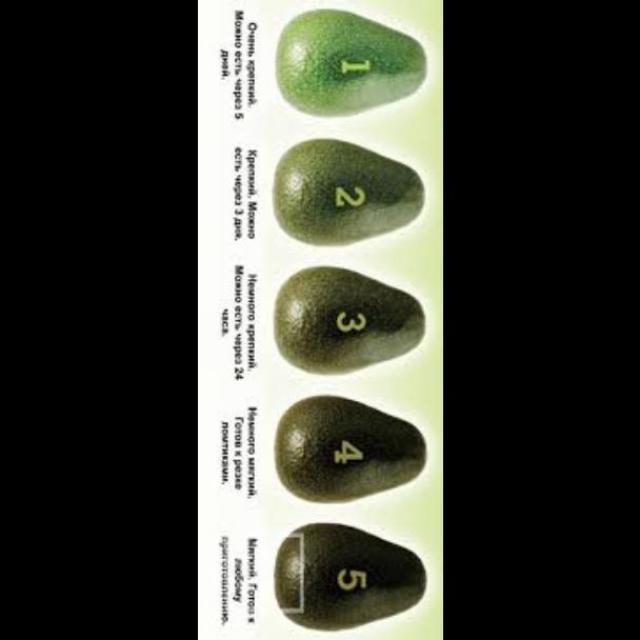 1
Очень крепкий.
Можно есть через 5
дней.
2
Крепкий. Можно
есть через 3 дня.
3
Немного крепкий.
Можно есть через 24
часа.
4
Немного мягкий.
Готов к резке
ломтиками.
5
Мягкий. Готов к
любому
приготовлению.